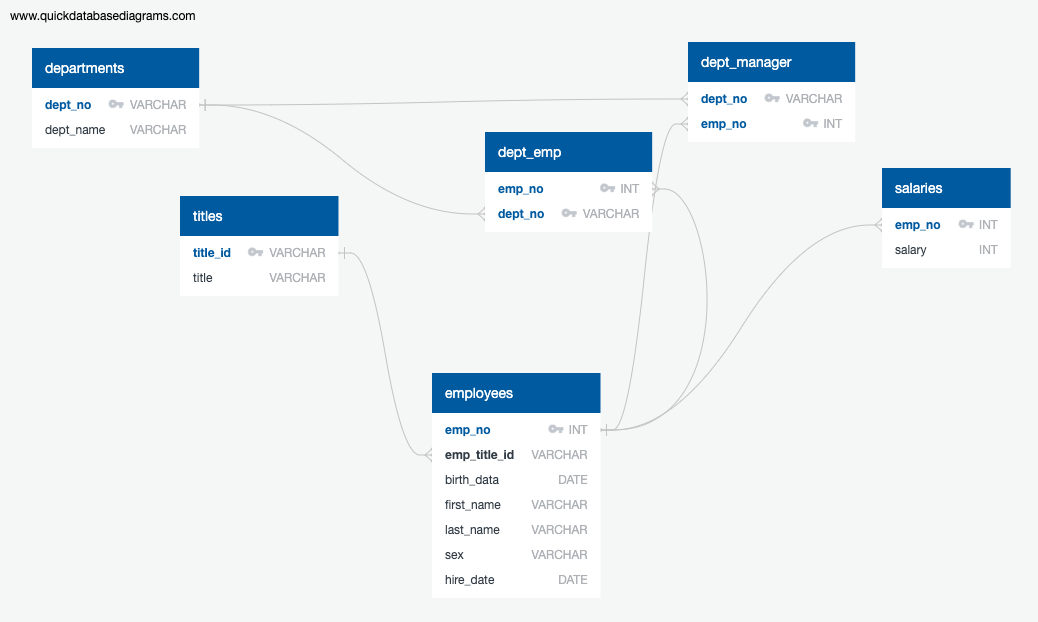 www.quickdatabasediagrams.com
departments
dept_no VARCHAR
dept_name VARCHAR
dept_manager
dept_no VARCHAR
emp_no INT
dept_emp
emp_no INT
dept_no VARCHAR
salaries
emp_no INT
salary INT
titles
title_id VARCHAR
title VARCHAR
employees
emp_no INT
emp_title_id VARCHAR
birth_data DATE
first_name VARCHAR
last_name VARCHAR
sex VARCHAR
hire_date DATE